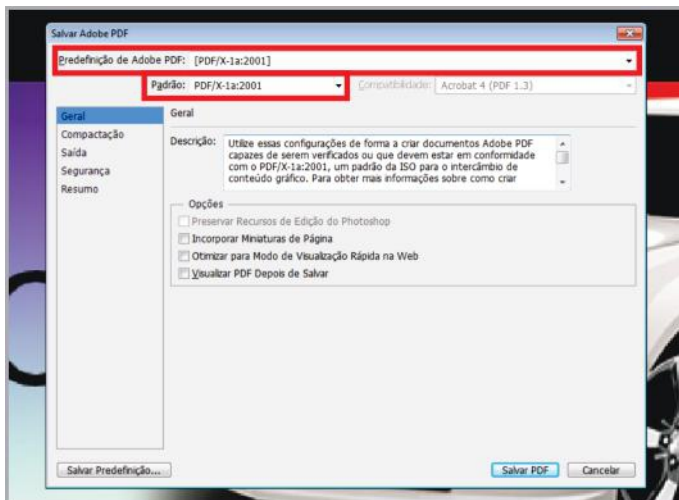 Salvar Adobe PDF
Predefinição de Adobe PDF: [PDF/X-1a:2001]
Padrão: PDF/X-1a:2001 Compatibilidade: Acrobat 4 (PDF 1.3)
Geral
Compactação
Saída
Segurança
Resumo
Geral
Descrição: Utilize essas configurações de forma a criar documentos Adobe PDF
capazes de serem verificados ou que devem estar em conformidade
com o PDF/X-1a:2001, um padrão da ISO para o intercâmbio de
conteúdo gráfico. Para obter mais informações sobre como criar
Opções
Preservar Recursos de Edição do Photoshop
Incorporar Miniaturas de Página
Otimizar para Modo de Visualização Rápida na Web
Visualizar PDF Depois de Salvar
Salvar Predefinição... Salvar PDF Cancelar